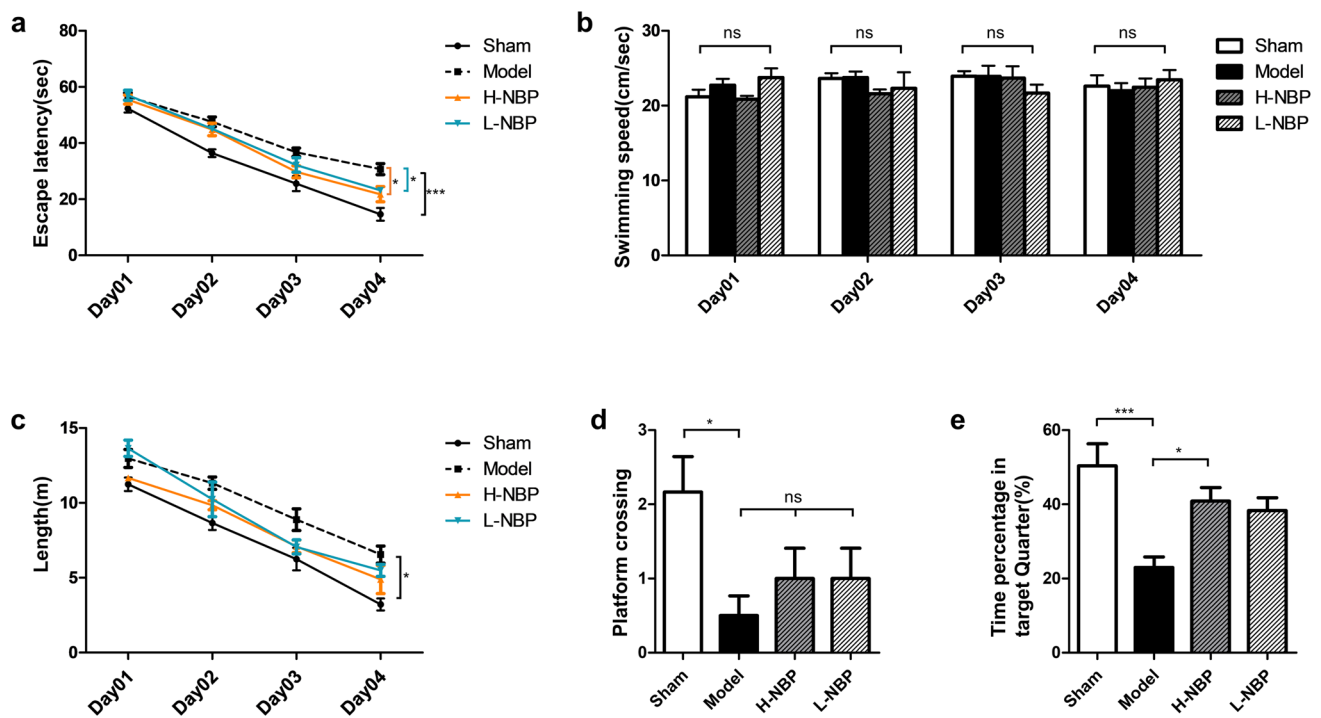 a
Escape latency(sec)
80
60
40
20
0
Day01
Day02
Day03
Day04
Sham
Model
H-NBP
L-NBP
*
*
***
b
Swimming speed(cm/sec)
30
20
10
0
ns
ns
ns
ns
Day01
Day02
Day03
Day04
Sham
Model
H-NBP
L-NBP
c
Length(m)
15
10
5
0
Day01
Day02
Day03
Day04
Sham
Model
H-NBP
L-NBP
*
d
Platform crossing
3
2
1
0
*
ns
Sham
Model
H-NBP
L-NBP
e
Time percentage in
target Quarter(%)
60
40
20
0
***
*
Sham
Model
H-NBP
L-NBP